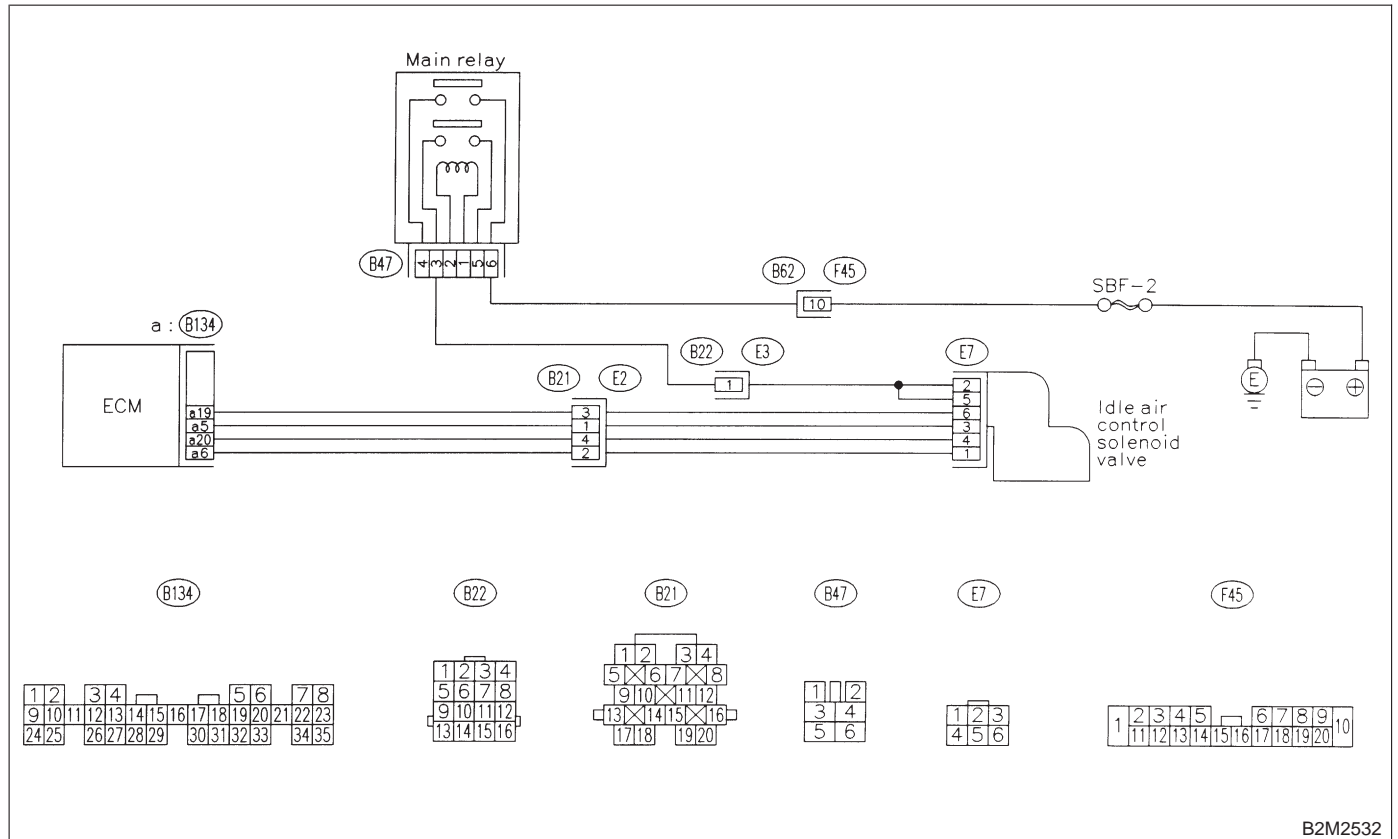 Main relay
B47
4 3 2 1 5 6
B62 F45
10
SBF-2
a : B134
B22 E3
1
E7
B21 E2
ECM
a19 3 6
a5 1 3
a20 4 4
a6 2 1
2
5
E
⊖ ⊕
Idle air
control
solenoid
valve
B134
B22
B21
B47
E7
F45
1 2 3 4 5 6 7 8
9 10 11 12 13 14 15 16 17 18 19 20 21 22 23
24 25 26 27 28 29 30 31 32 33 34 35
1 2 3 4
5 6 7 8
9 10 11 12
13 14 15 16
1 2 3 4
5 6 7 8
9 10 11 12
13 14 15 16
17 18 19 20
1 2
3 4
5 6
1 2 3
4 5 6
1 2 3 4 5 6 7 8 9 10
11 12 13 14 15 16 17 18 19 20
B2M2532